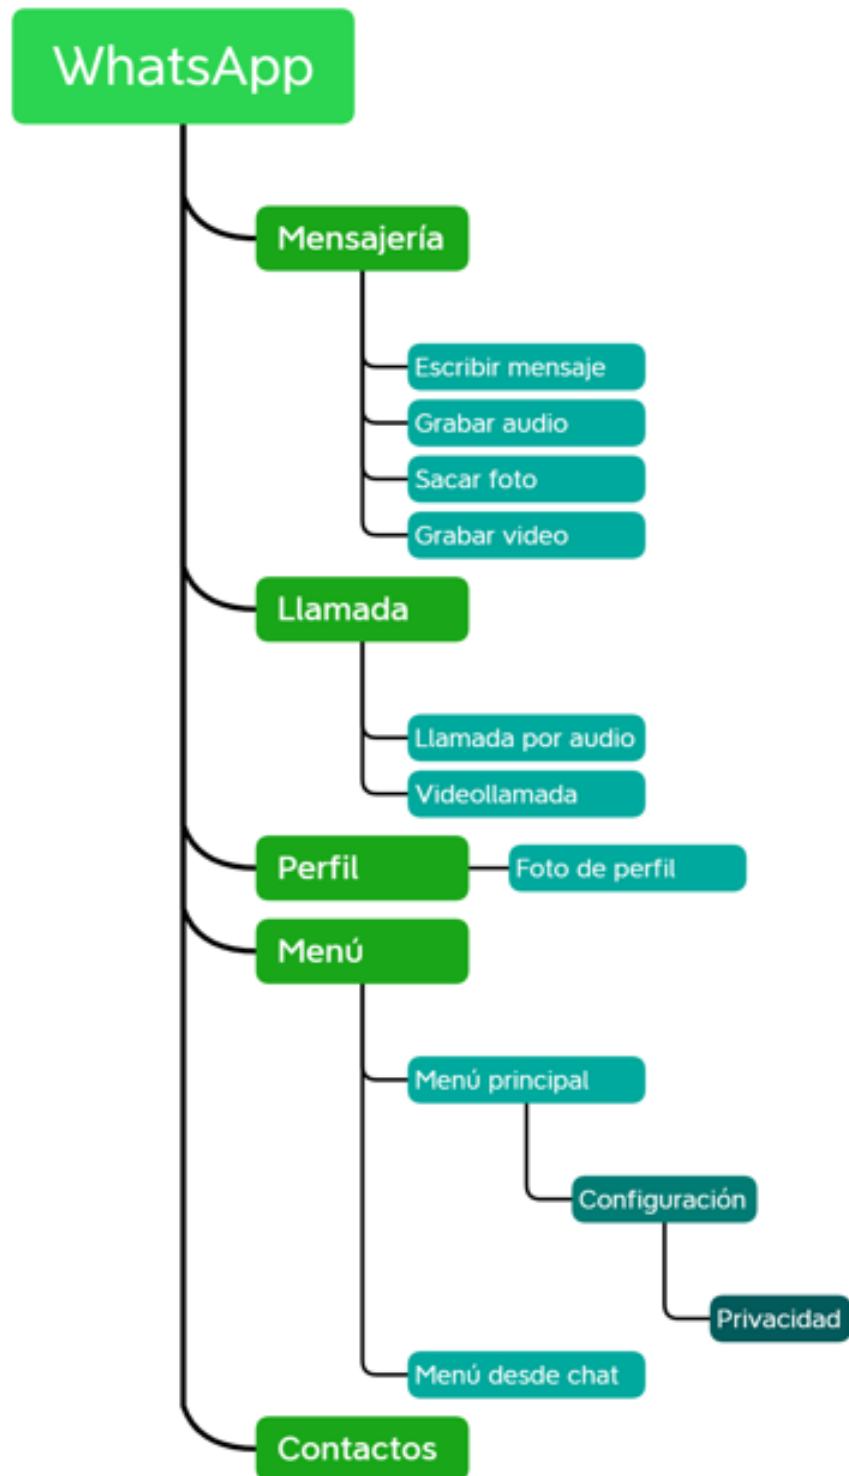 WhatsApp
Mensajería
Escribir mensaje
Grabar audio
Sacar foto
Grabar video
Llamada
Llamada por audio
Videollamada
Perfil
Foto de perfil
Menú
Menú principal
Configuración
Privacidad
Menú desde chat
Contactos